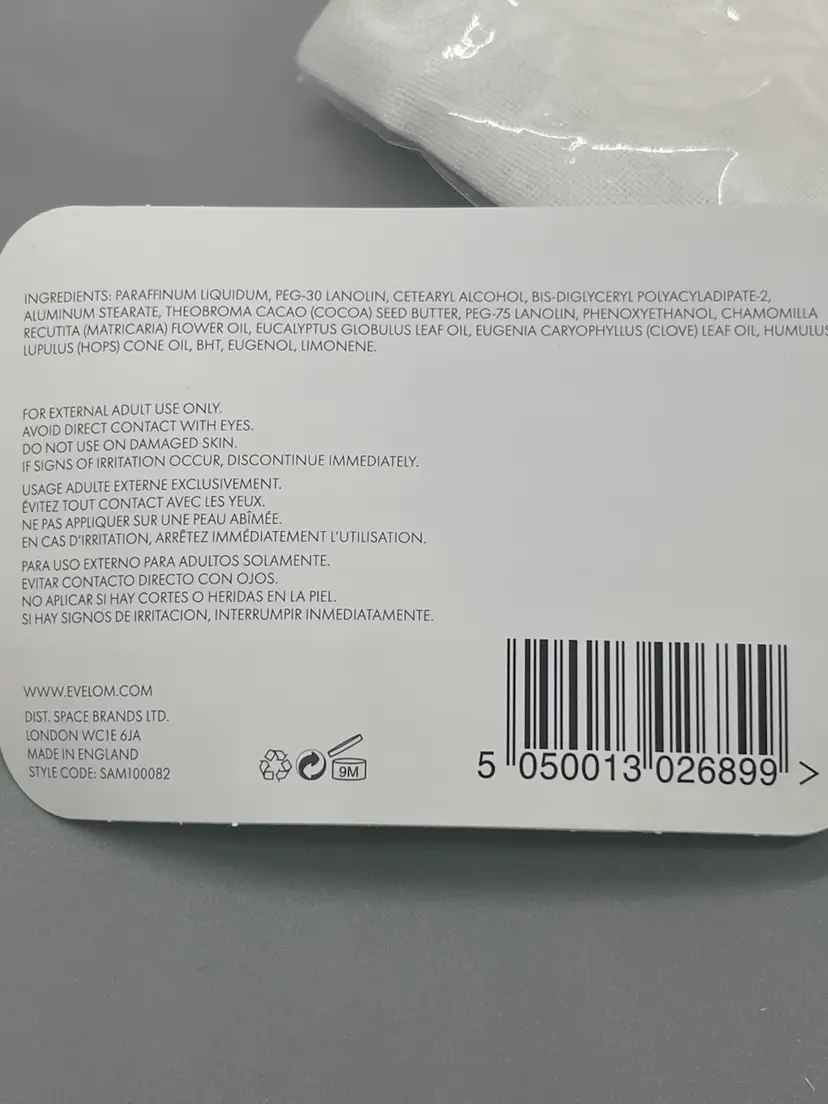 INGREDIENTS: PARAFFINUM LIQUIDUM, PEG-30 LANOLIN, CETEARYL ALCOHOL, BIS-DIGLYCERYL POLYACYLADIPATE-2,
ALUMINUM STEARATE, THEOBROMA CACAO (COCOA) SEED BUTTER, PEG-75 LANOLIN, PHENOXYETHANOL, CHAMOMILLA
RECUTITA (MATRICARIA) FLOWER OIL, EUCALYPTUS GLOBULUS LEAF OIL, EUGENIA CARYOPHYLLUS (CLOVE) LEAF OIL, HUMULUS
LUPULUS (HOPS) CONE OIL, BHT, EUGENOL, LIMONENE.
FOR EXTERNAL ADULT USE ONLY.
AVOID DIRECT CONTACT WITH EYES.
DO NOT USE ON DAMAGED SKIN.
IF SIGNS OF IRRITATION OCCUR, DISCONTINUE IMMEDIATELY.
USAGE ADULTE EXTERNE EXCLUSIVEMENT.
ÉVITEZ TOUT CONTACT AVEC LES YEUX.
NE PAS APPLIQUER SUR UNE PEAU ABÎMÉE.
EN CAS D'IRRITATION, ARRÊTEZ IMMÉDIATEMENT L'UTILISATION.
PARA USO EXTERNO PARA ADULTOS SOLAMENTE.
EVITAR CONTACTO DIRECTO CON OJOS.
NO APLICAR SI HAY CORTES O HERIDAS EN LA PIEL.
SI HAY SIGNOS DE IRRITACION, INTERRUMPIR INMEDIATAMENTE.
WWW.EVELOM.COM
DIST. SPACE BRANDS LTD.
LONDON WC1E 6JA
MADE IN ENGLAND
STYLE CODE: SAM100082
9M
5 050013 026899 >